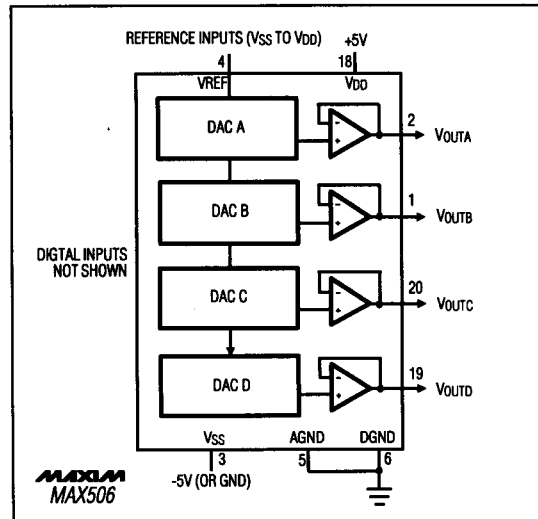 REFERENCE INPUTS (VSS TO VDD)
+5V
4
18
VREF
VDD
DAC A
-
+
2
VOUTA
DAC B
-
+
1
VOUTB
DIGTAL INPUTS
NOT SHOWN
DAC C
-
+
20
VOUTC
DAC D
-
+
19
VOUTD
VSS
AGND
DGND
3
5
6
-5V (OR GND)
MAXIM
MAX506